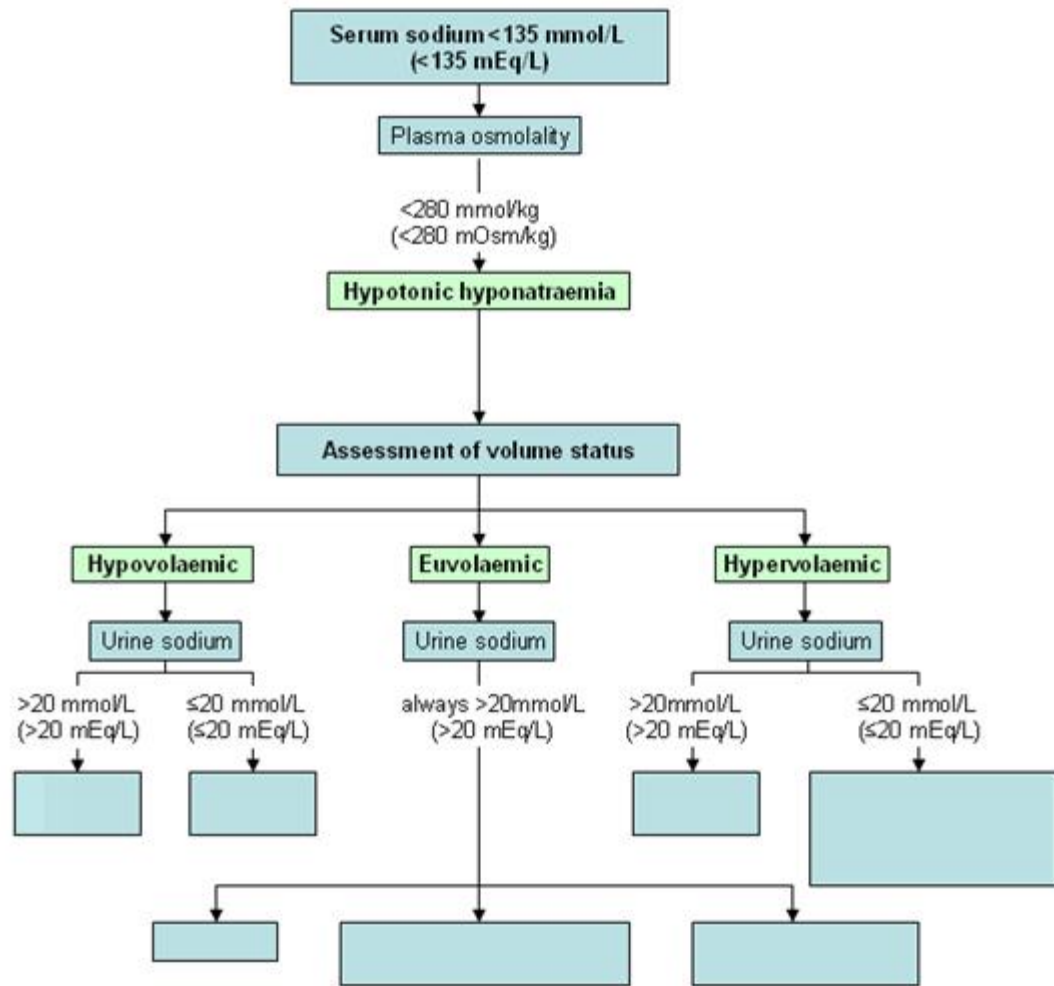 Serum sodium <135 mmol/L
(<135 mEq/L)
Plasma osmolality
<280 mmol/kg
(<280 mOsm/kg)
Hypotonic hyponatraemia
Assessment of volume status
Hypovolaemic
Euvolaemic
Hypervolaemic
Urine sodium
Urine sodium
Urine sodium
>20 mmol/L
(>20 mEq/L)
≤20 mmol/L
(≤20 mEq/L)
always >20mmol/L
(>20 mEq/L)
>20mmol/L
(>20 mEq/L)
≤20 mmol/L
(≤20 mEq/L)